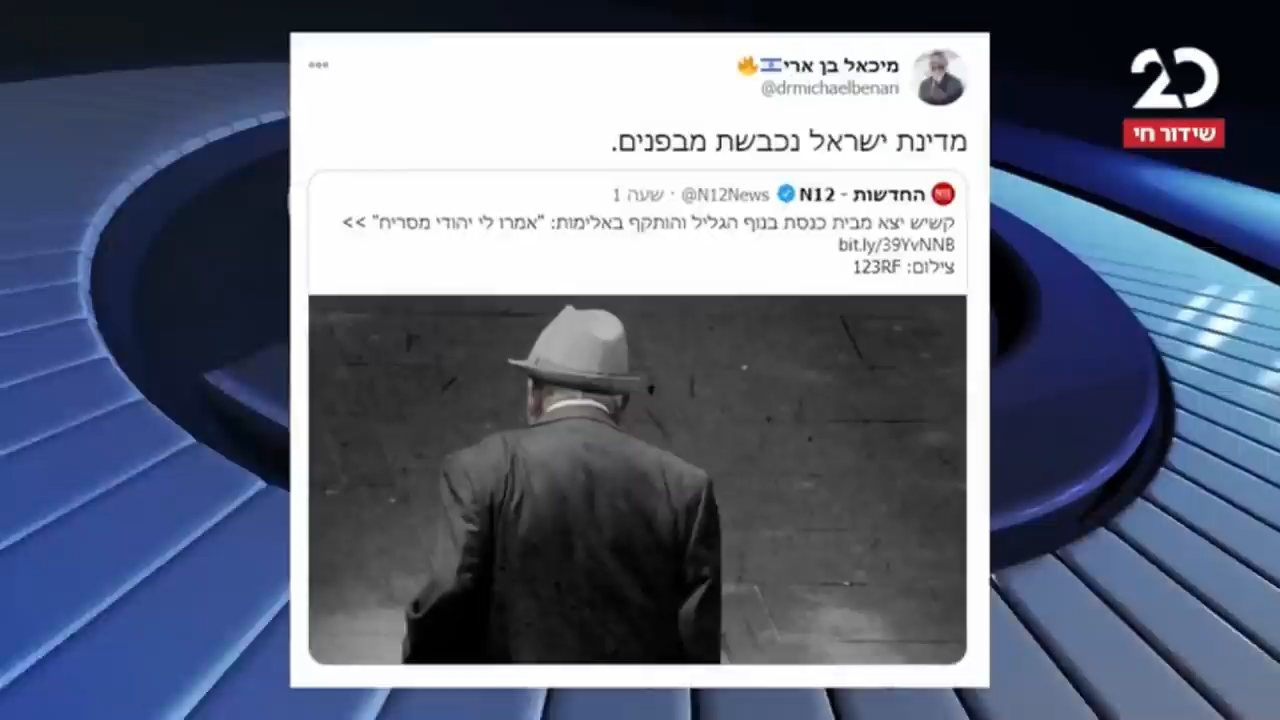 מיכאל בן ארי
@drmichaelbenari
מדינת ישראל נכבשת מבפנים.
החדשות - N12 @N12News · שעה 1
קשיש יצא מבית כנסת בנוף הגליל והותקף באלימות: "אמרו לי יהודי מסריח" >>
bit.ly/39YvNNB
צילום: 123RF
20
שידור חי